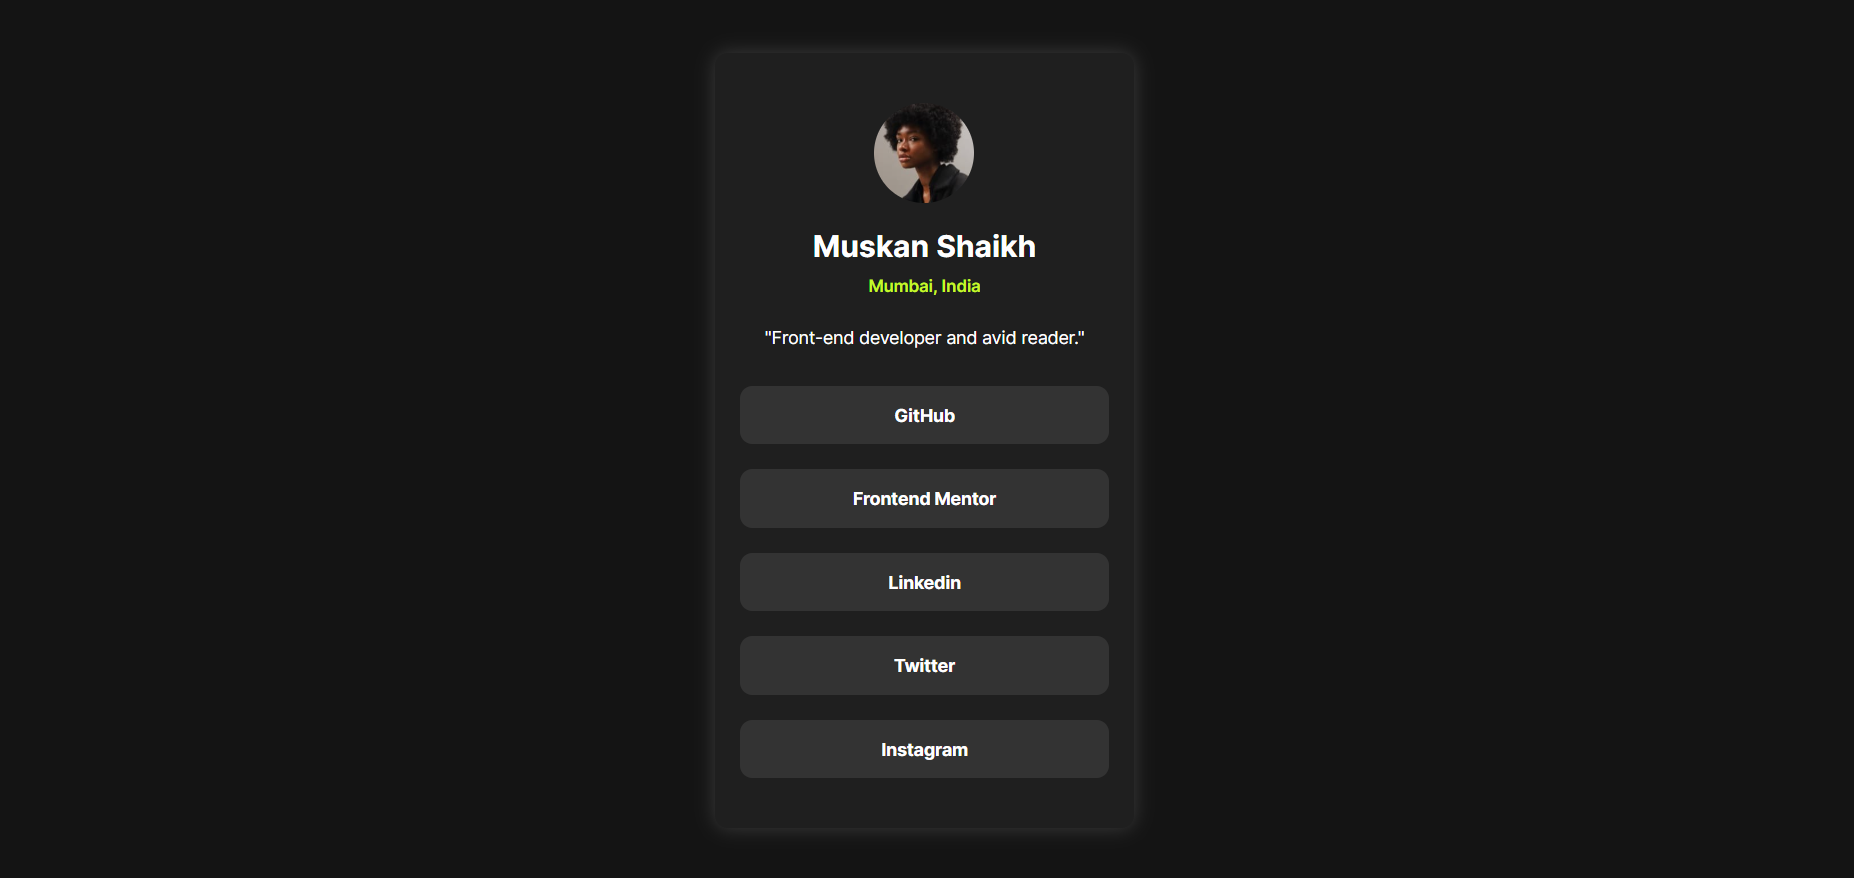 Muskan Shaikh
Mumbai, India
"Front-end developer and avid reader."
GitHub
Frontend Mentor
Linkedin
Twitter
Instagram